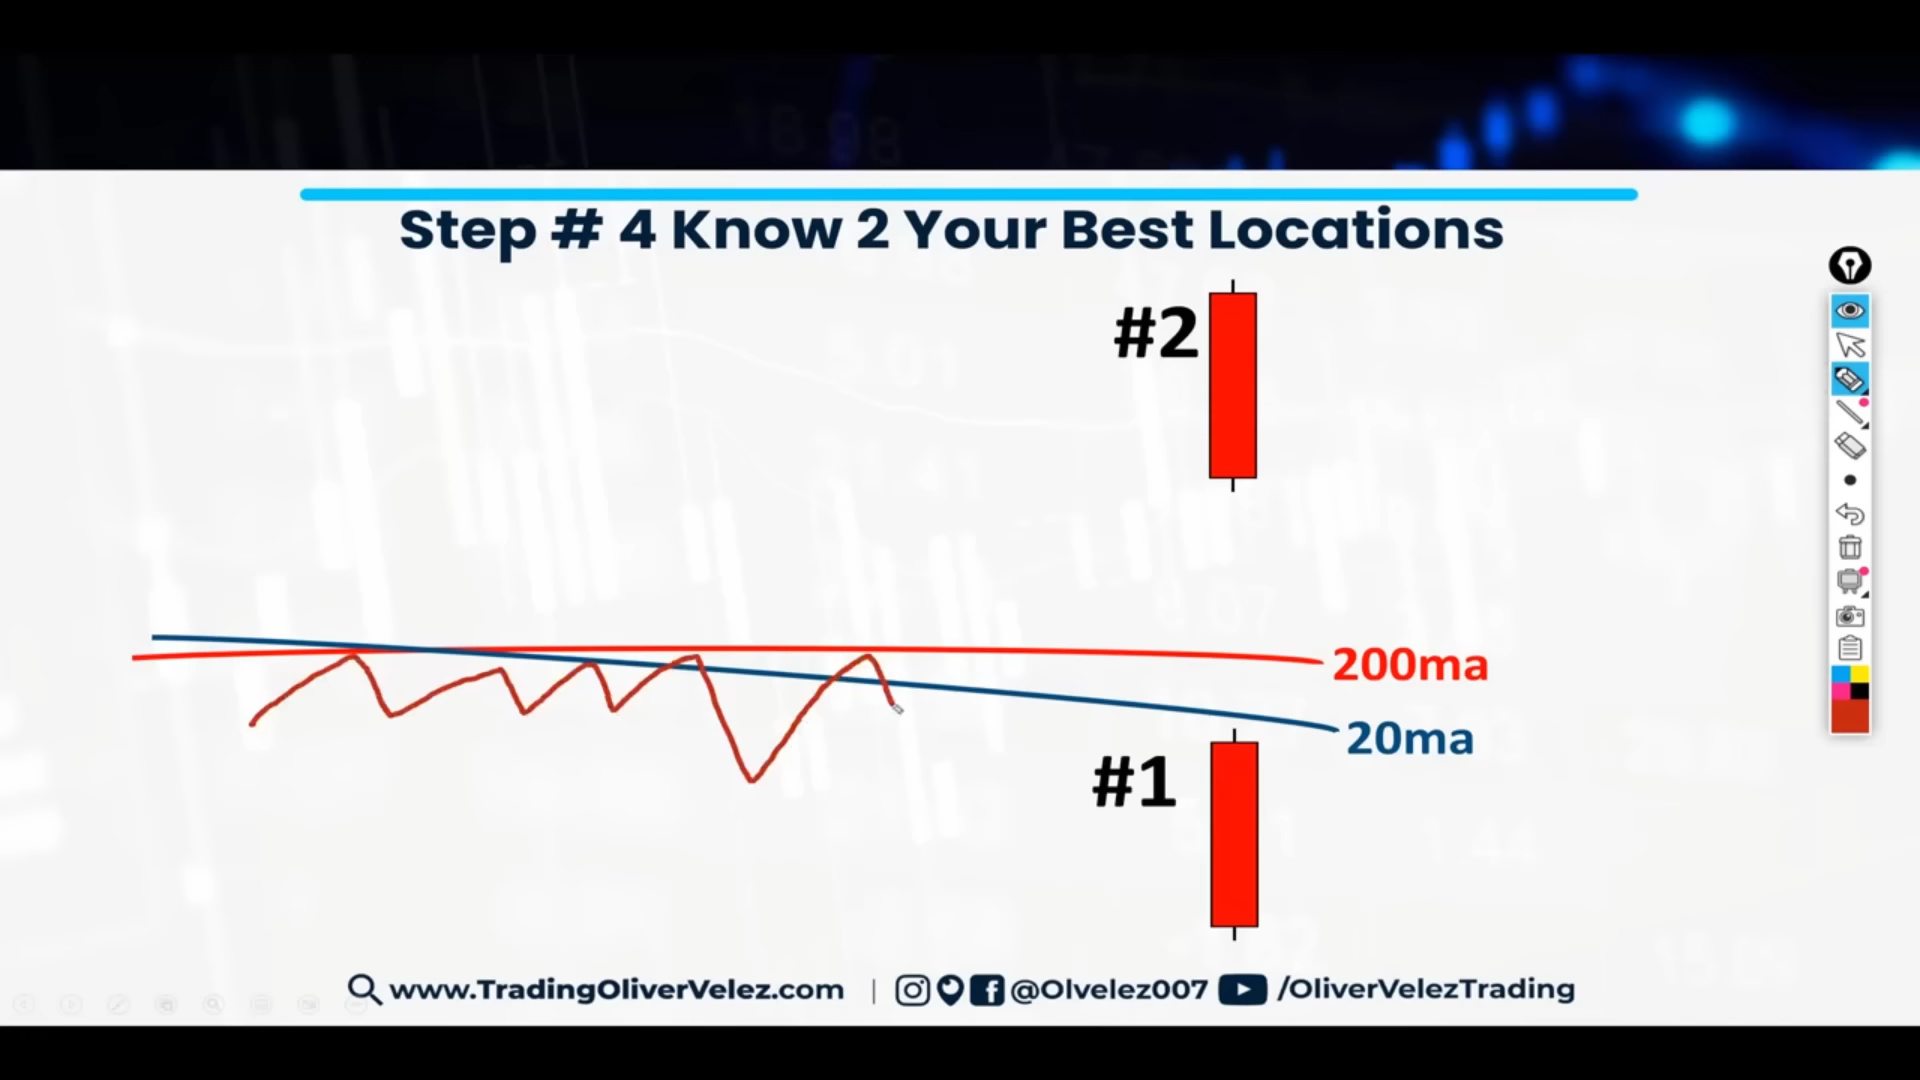 Step # 4 Know 2 Your Best Locations
#2
200ma
20ma
#1
www.TradingOliverVelez.com | @Olvelez007 /OliverVelezTrading